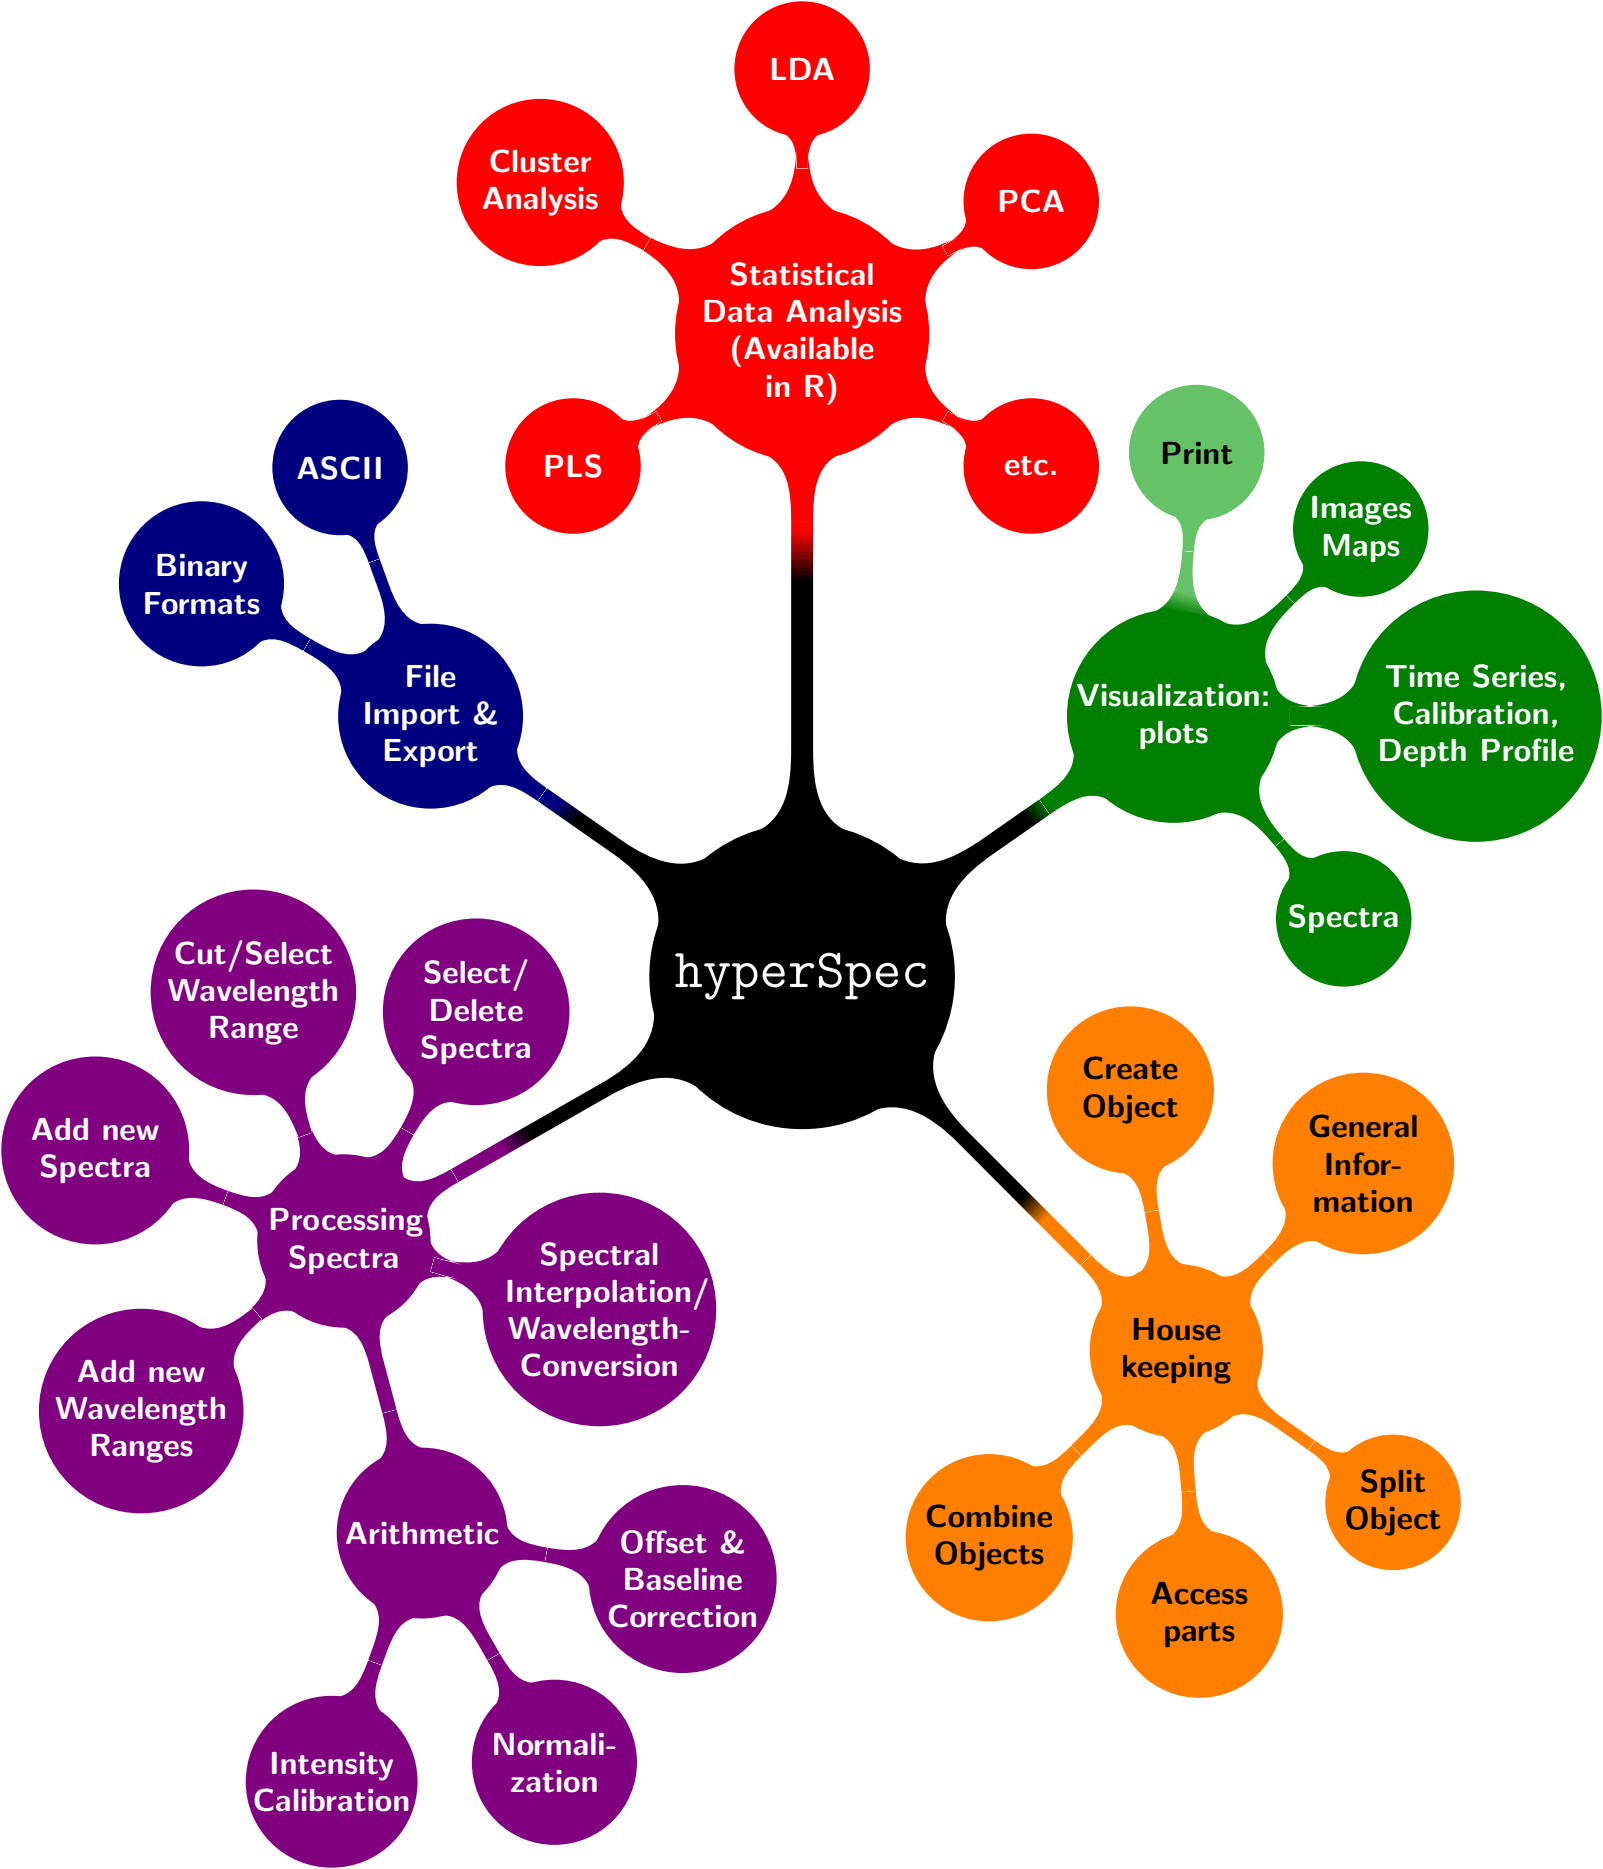 LDA
Cluster
Analysis
PCA
Statistical
Data Analysis
(Available
in R)
PLS
etc.
ASCII
Binary
Formats
File
Import &
Export
Print
Images
Maps
Visualization:
plots
Time Series,
Calibration,
Depth Profile
Spectra
hyperSpec
Cut/Select
Wavelength
Range
Select/
Delete
Spectra
Add new
Spectra
Processing
Spectra
Spectral
Interpolation/
Wavelength-
Conversion
Add new
Wavelength
Ranges
Arithmetic
Offset &
Baseline
Correction
Intensity
Calibration
Normali-
zation
Create
Object
General
Infor-
mation
House
keeping
Split
Object
Combine
Objects
Access
parts